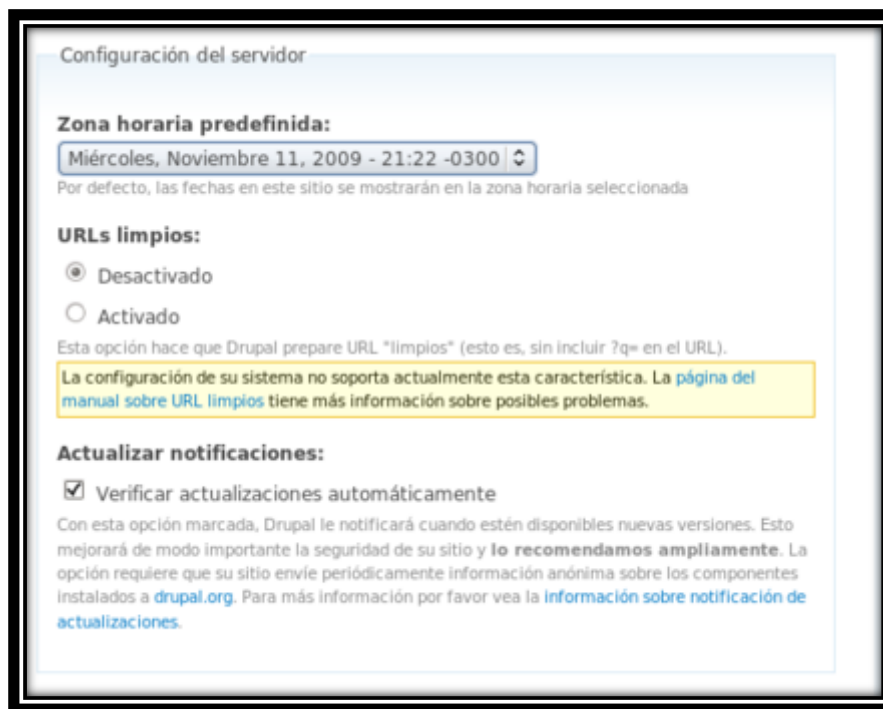 Configuración del servidor
Zona horaria predefinida:
Miércoles, Noviembre 11, 2009 - 21:22 -0300
Por defecto, las fechas en este sitio se mostrarán en la zona horaria seleccionada
URLs limpios:
Desactivado
Activado
Esta opción hace que Drupal prepare URL "limpios" (esto es, sin incluir ?q= en el URL).
La configuración de su sistema no soporta actualmente esta característica. La página del
manual sobre URL limpios tiene más información sobre posibles problemas.
Actualizar notificaciones:
Verificar actualizaciones automáticamente
Con esta opción marcada, Drupal le notificará cuando estén disponibles nuevas versiones. Esto
mejorará de modo importante la seguridad de su sitio y lo recomendamos ampliamente. La
opción requiere que su sitio envíe periódicamente información anónima sobre los componentes
instalados a drupal.org. Para más información por favor vea la información sobre notificación de
actualizaciones.